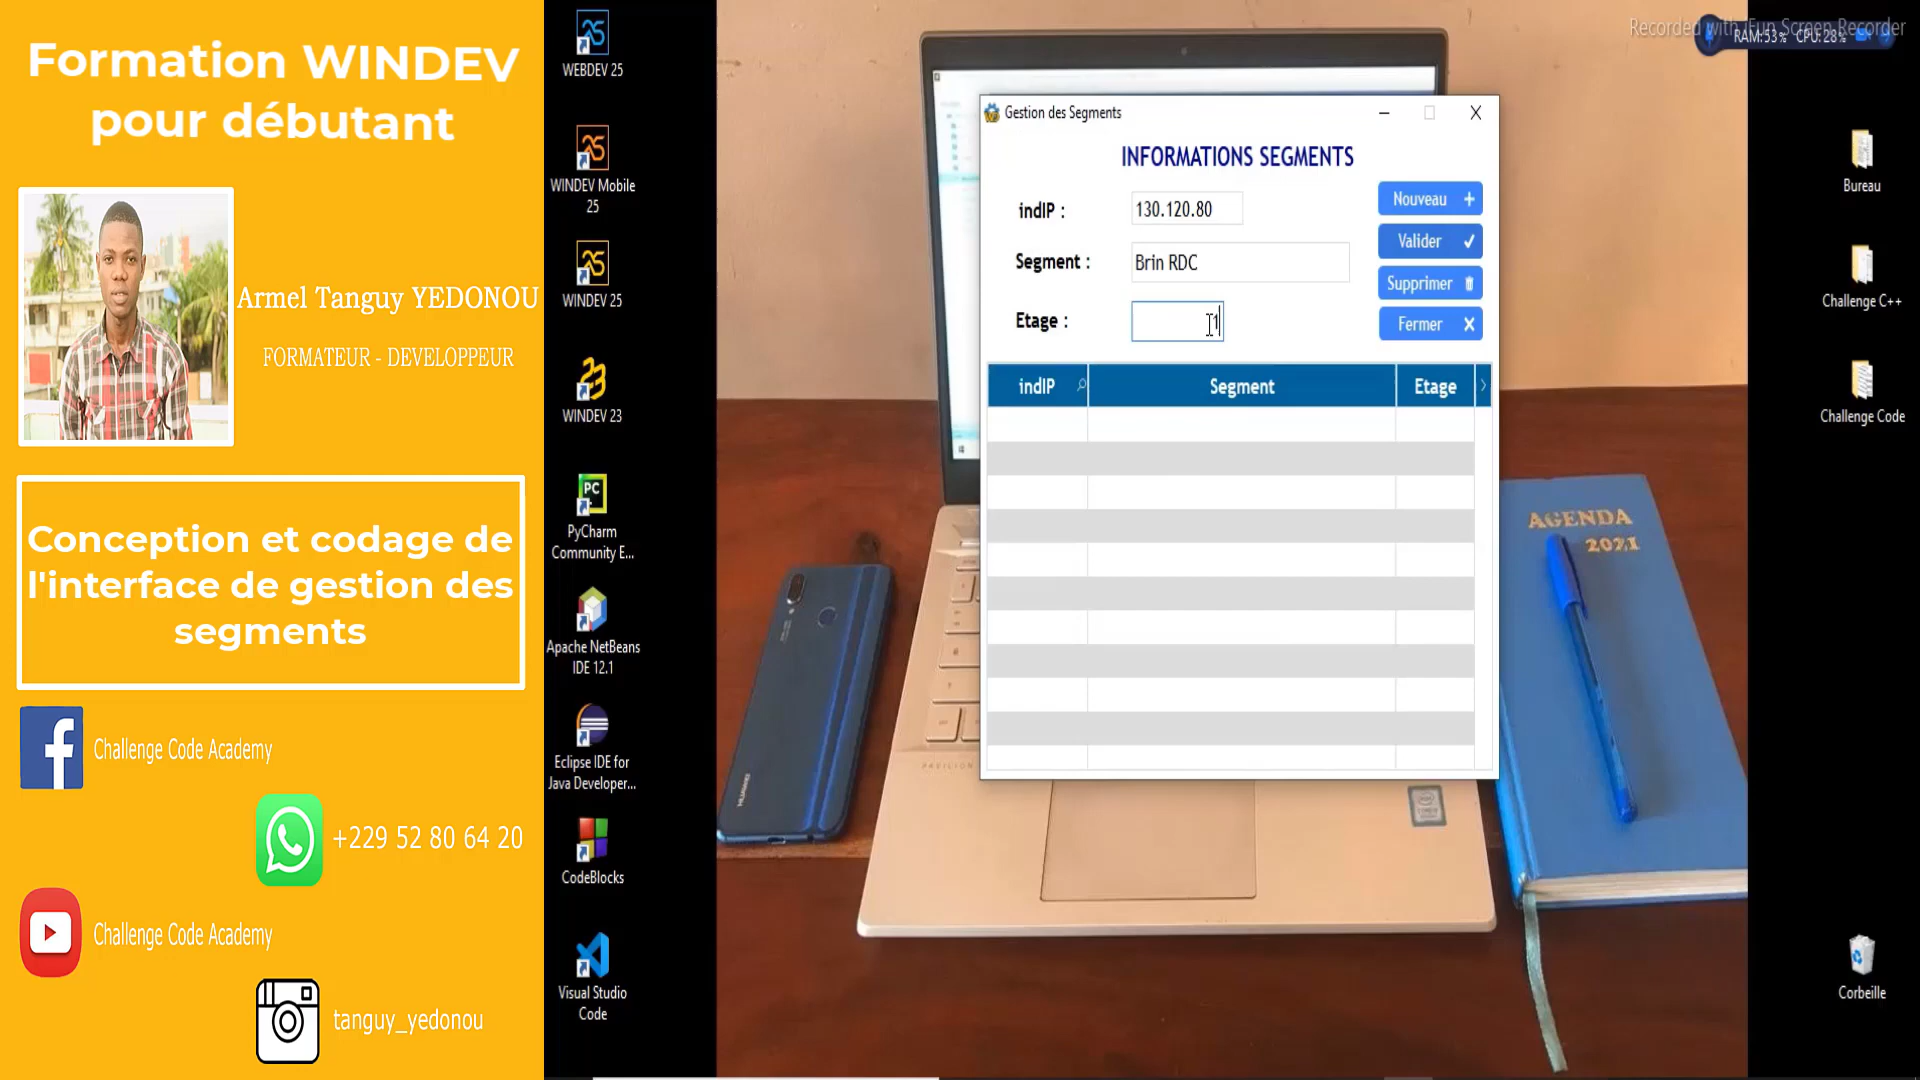 Formation WINDEV
pour débutant
Armel Tanguy YEDONOU
FORMATEUR - DEVELOPPEUR
Conception et codage de
l'interface de gestion des
segments
Challenge Code Academy
+229 52 80 64 20
Challenge Code Academy
tanguy_yedonou
WEBDEV 25
WINDEV Mobile
25
WINDEV 25
WINDEV 23
PyCharm
Community E...
Apache NetBeans
IDE 12.1
Eclipse IDE for
Java Developer...
CodeBlocks
Visual Studio
Code
Recorded with iFun Screen Recorder
RAM:53% CPU:28%
Gestion des Segments
INFORMATIONS SEGMENTS
indIP :
130.120.80
Segment :
Brin RDC
Etage :
1
Nouveau
Valider
Supprimer
Fermer
indIP
Segment
Etage
AGENDA
2021
PAVILION
HUAWEI
Bureau
Challenge C++
Challenge Code
Corbeille